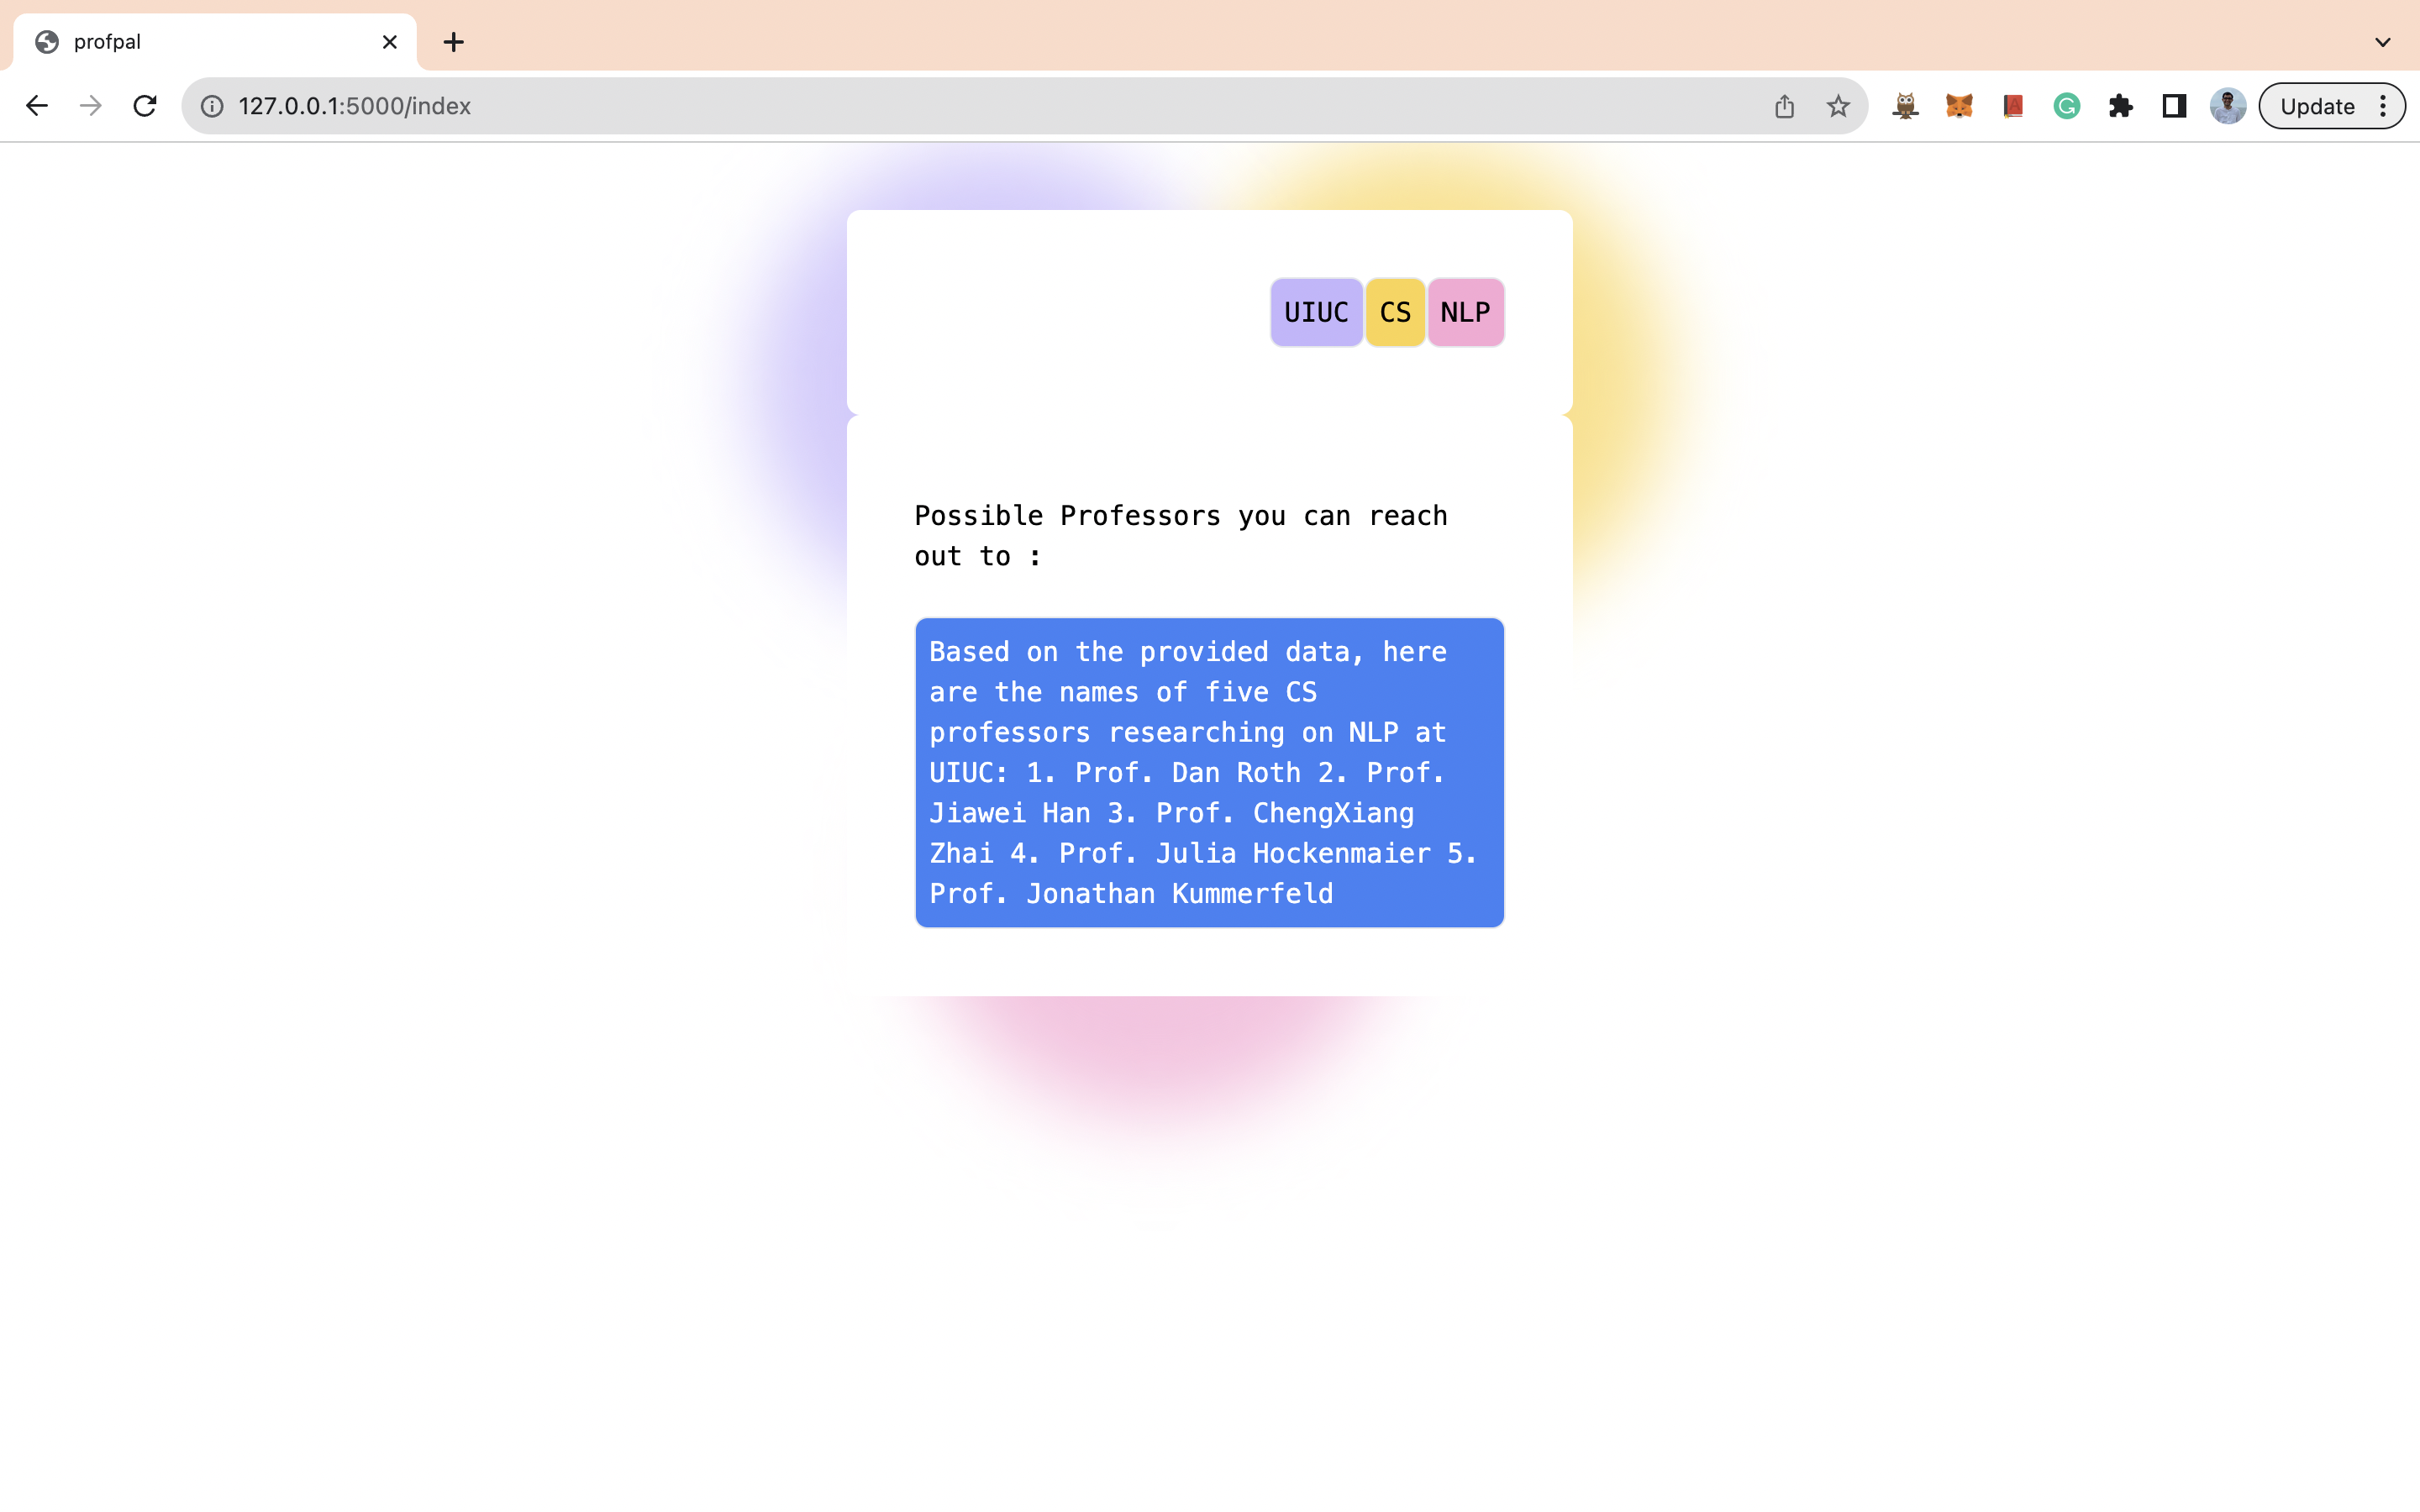 profpal
127.0.0.1:5000/index
Update
UIUC CS NLP
Possible Professors you can reach
out to :
Based on the provided data, here
are the names of five CS
professors researching on NLP at
UIUC: 1. Prof. Dan Roth 2. Prof.
Jiawei Han 3. Prof. ChengXiang
Zhai 4. Prof. Julia Hockenmaier 5.
Prof. Jonathan Kummerfeld